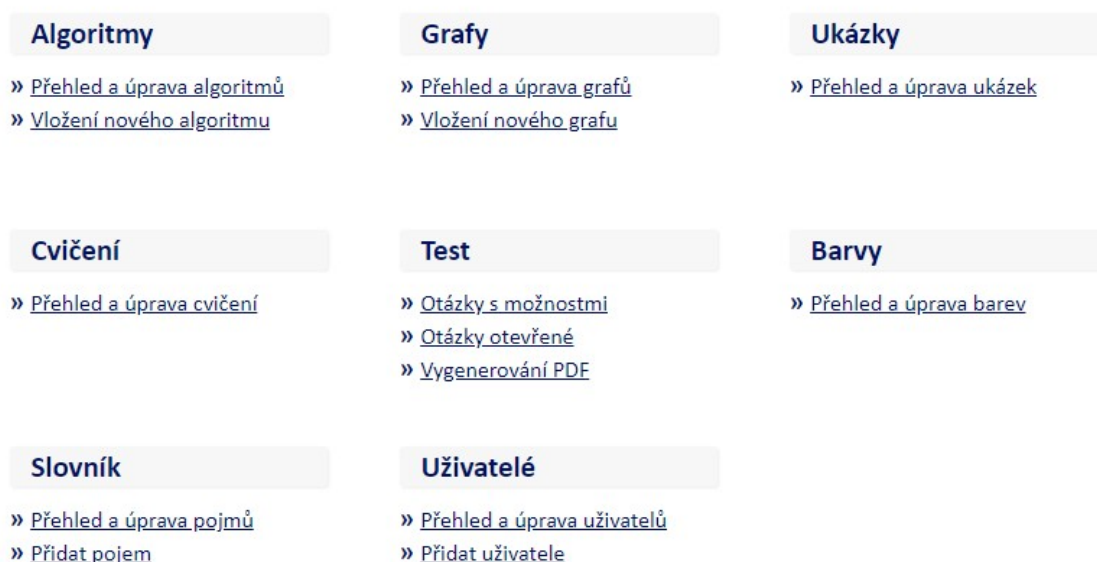 Algoritmy
» Přehled a úprava algoritmů
» Vložení nového algoritmu
Grafy
» Přehled a úprava grafů
» Vložení nového grafu
Ukázky
» Přehled a úprava ukázek
Cvičení
» Přehled a úprava cvičení
Test
» Otázky s možnostmi
» Otázky otevřené
» Vygenerování PDF
Barvy
» Přehled a úprava barev
Slovník
» Přehled a úprava pojmů
» Přidat pojem
Uživatelé
» Přehled a úprava uživatelů
» Přidat uživatele